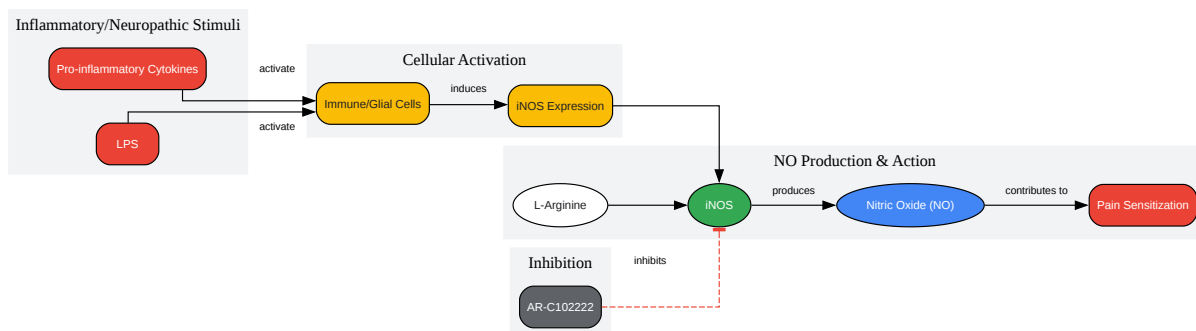 Inflammatory/Neuropathic Stimuli
Pro-inflammatory Cytokines
LPS
activate
activate
Cellular Activation
Immune/Glial Cells
induces
iNOS Expression
NO Production & Action
L-Arginine
iNOS
produces
Nitric Oxide (NO)
contributes to
Pain Sensitization
Inhibition
AR-C102222
inhibits